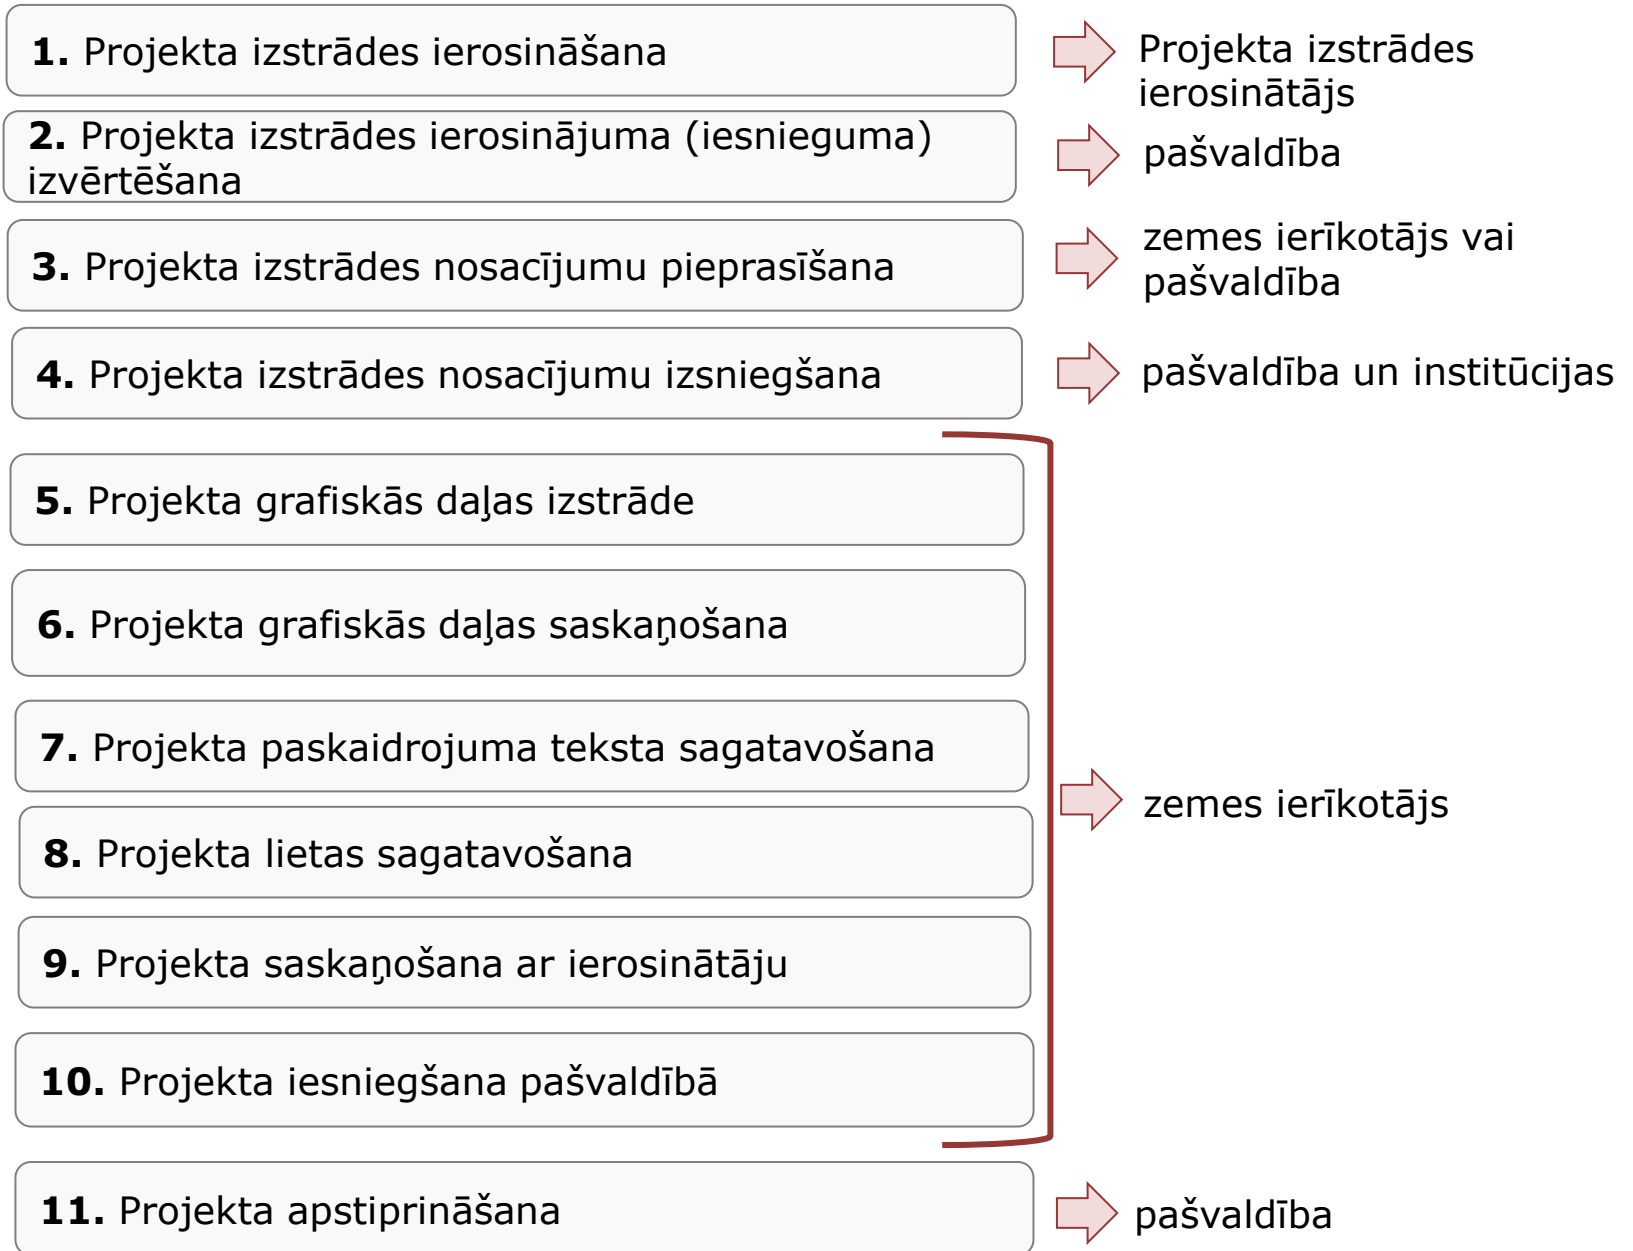 1. Projekta izstrādes ierosināšana
Projekta izstrādes
ierosinātājs
2. Projekta izstrādes ierosinājuma (iesnieguma)
izvērtēšana
pašvaldība
3. Projekta izstrādes nosacījumu pieprasīšana
zemes ierīkotājs vai
pašvaldība
4. Projekta izstrādes nosacījumu izsniegšana
pašvaldība un institūcijas
5. Projekta grafiskās daļas izstrāde
6. Projekta grafiskās daļas saskaņošana
7. Projekta paskaidrojuma teksta sagatavošana
8. Projekta lietas sagatavošana
9. Projekta saskaņošana ar ierosinātāju
10. Projekta iesniegšana pašvaldībā
zemes ierīkotājs
11. Projekta apstiprināšana
pašvaldība